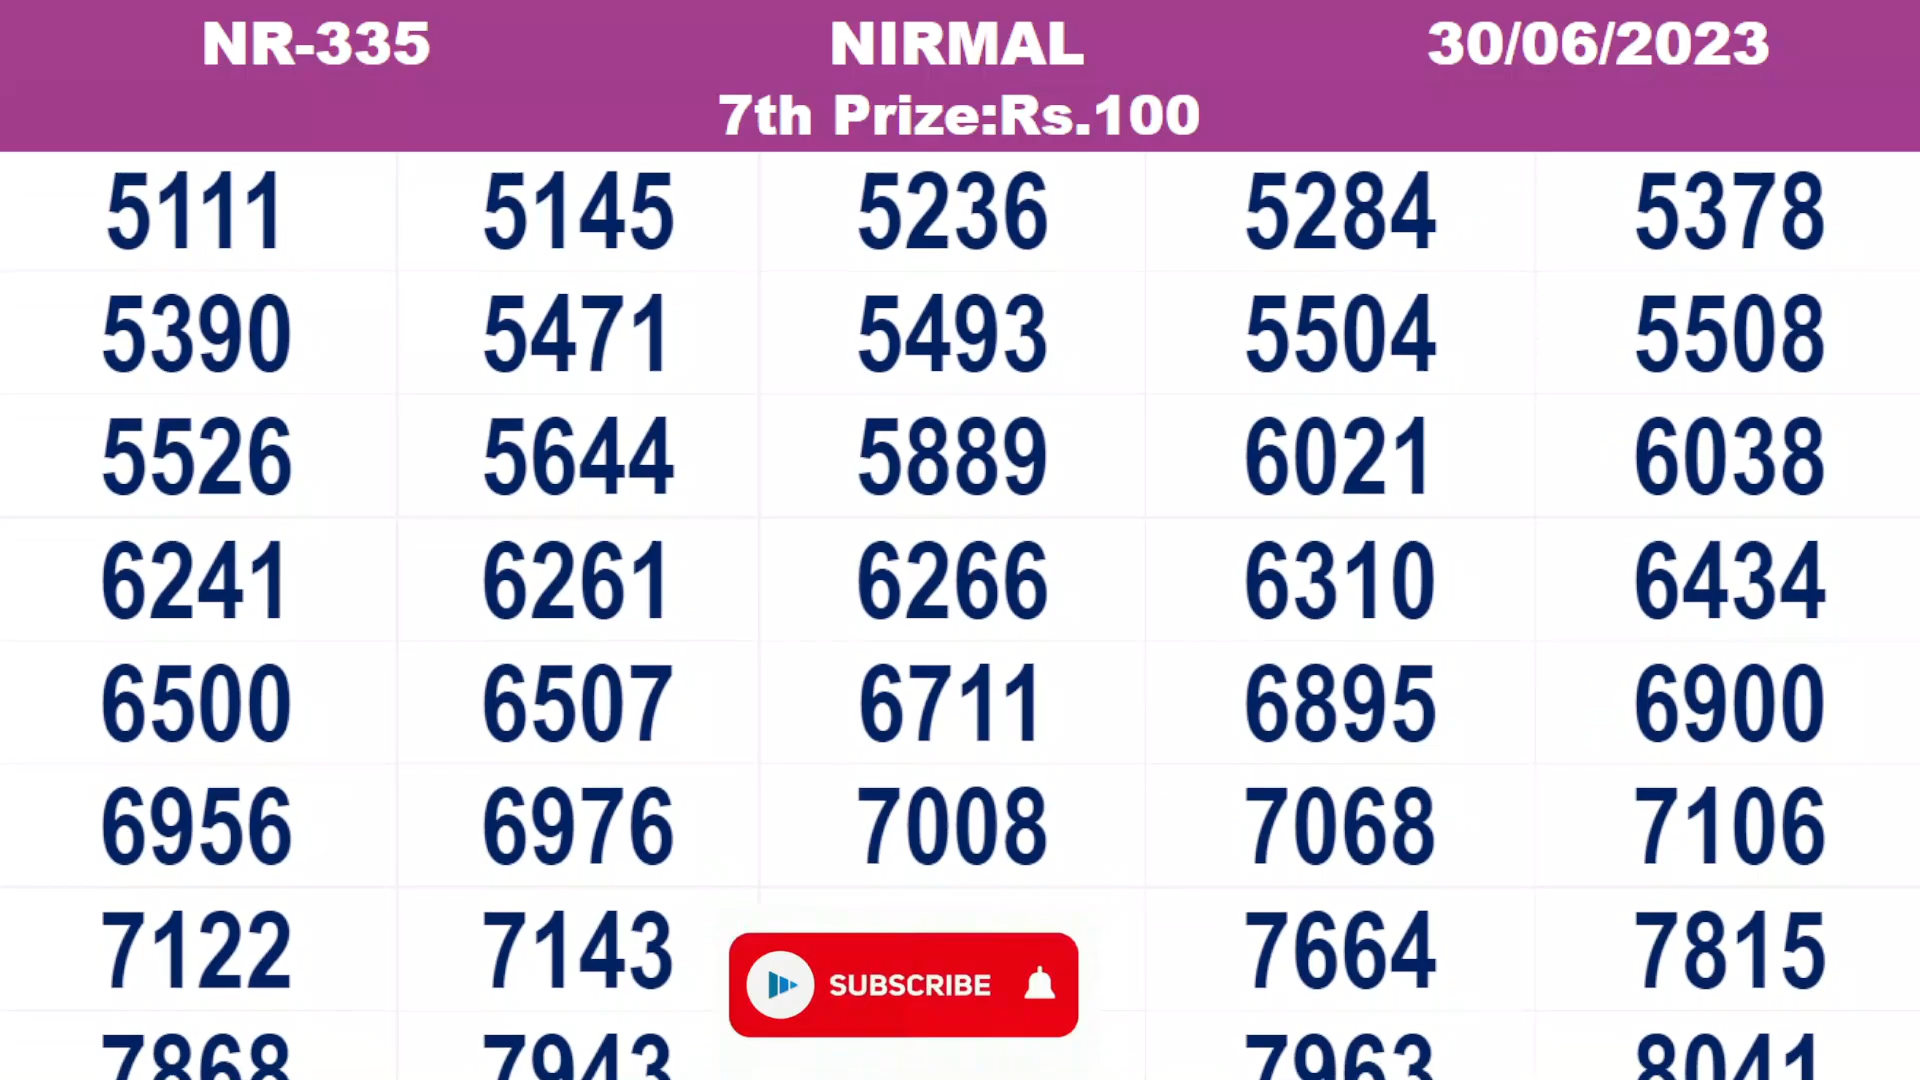 NR-335 NIRMAL 30/06/2023
7th Prize:Rs.100
5111 5145 5236 5284 5378
5390 5471 5493 5504 5508
5526 5644 5889 6021 6038
6241 6261 6266 6310 6434
6500 6507 6711 6895 6900
6956 6976 7008 7068 7106
7122 7143 7664 7815
SUBSCRIBE
7868 7943 7963 8041